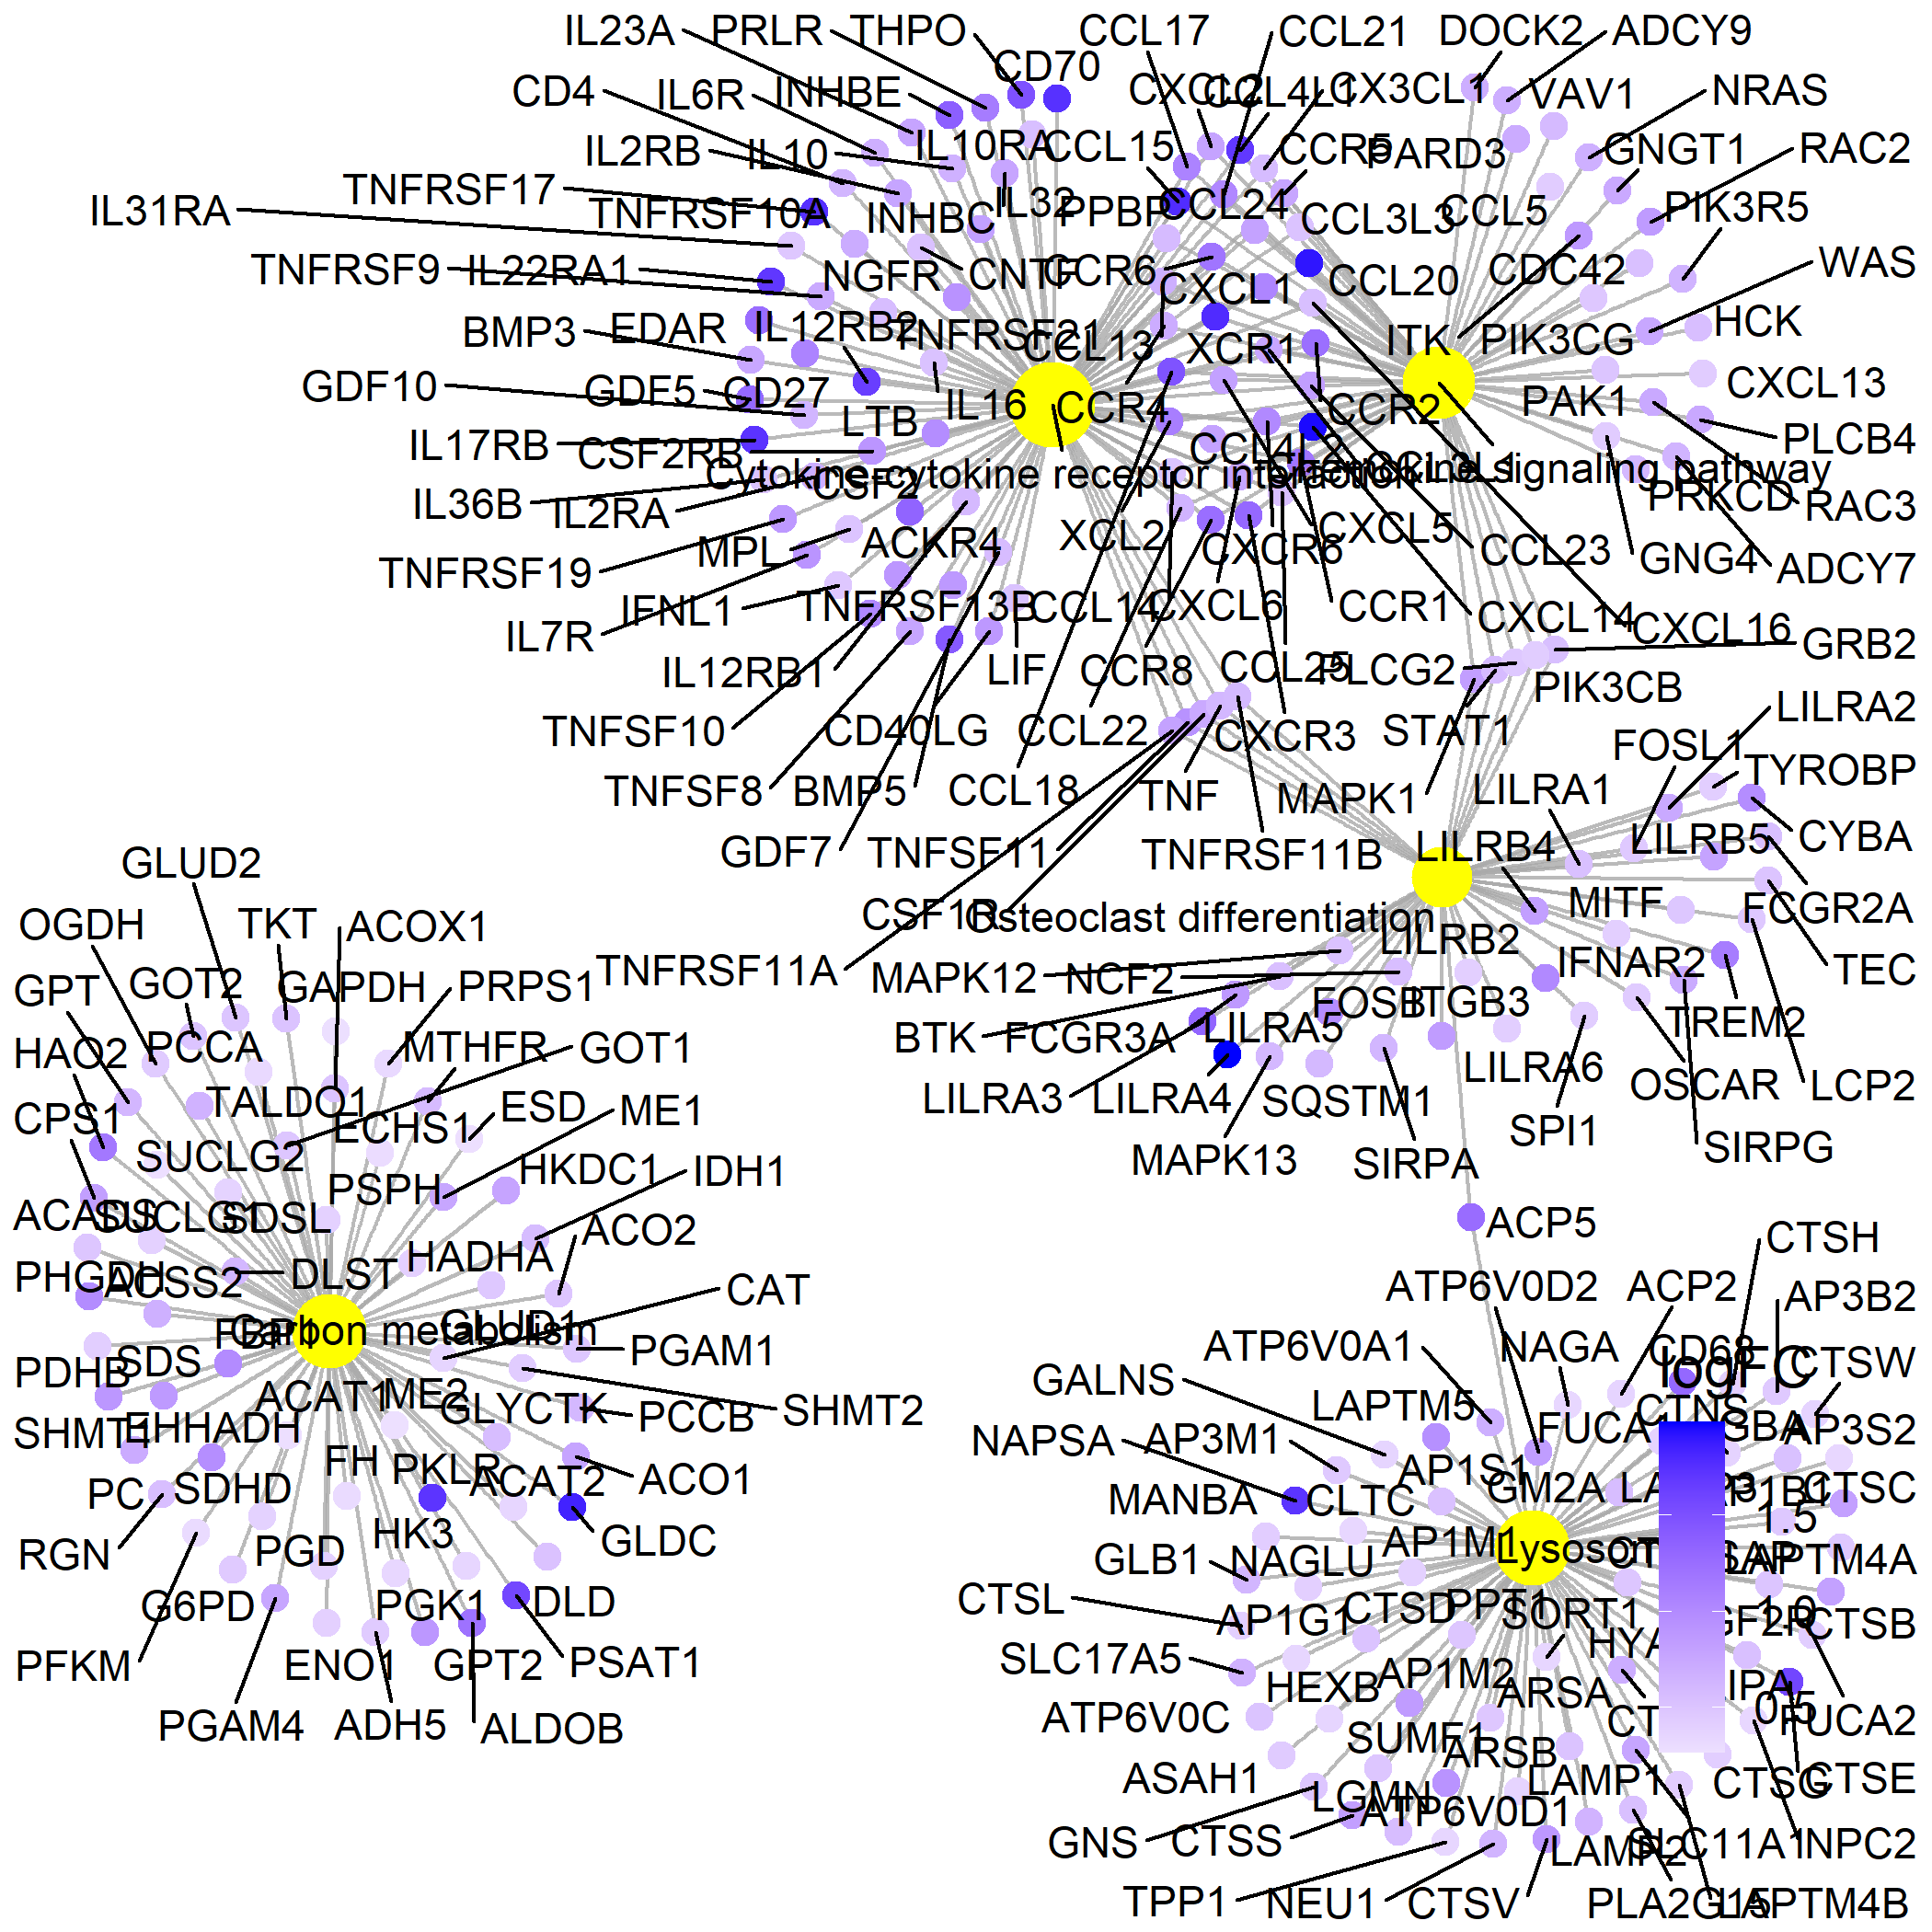 IL23A
PRLR
THPO
CCL17
CCL21
DOCK2
ADCY9
CD70
CD4
IL6R
INHBE
CXCL2
CCL4L1
CX3CL1
VAV1
NRAS
IL2RB
IL10
IL10RA
CCL15
CCR5
PARD3
GNGT1
RAC2
TNFRSF17
IL31RA
TNFRSF10A
INHBC
IL32
PPBP
CCL24
CCL3L3
CCL5
PIK3R5
TNFRSF9
IL22RA1
NGFR
CNTF
CCR6
CXCL1
CCL20
CDC42
WAS
BMP3
EDAR
IL12RB2
TNFRSF21
CCL13
XCR1
ITK
PIK3CG
HCK
GDF10
GDF5
CD27
LTB
IL16
CCR4
CCR2
PAK1
CXCL13
IL17RB
CSF2RB
CCL4L2
CCL3L1
PLCB4
Cytokine-cytokine receptor interaction
Chemokine signaling pathway
IL36B
IL2RA
CSF2
PRKCD
RAC3
TNFRSF19
MPL
ACKR4
XCL2
CXCR6
CXCL5
CCL23
GNG4
ADCY7
IL7R
IFNL1
TNFRSF13B
CCL14
CXCL6
CCR1
CXCL14
CXCL16
GRB2
IL12RB1
LIF
CCR8
CCL25
PLCG2
PIK3CB
LILRA2
TNFSF10
CD40LG
CCL22
CXCR3
STAT1
FOSL1
TYROBP
TNFSF8
BMP5
CCL18
TNF
MAPK1
LILRA1
GDF7
TNFSF11
TNFRSF11B
LILRB4
LILRB5
CYBA
CSF1R
Osteoclast differentiation
MITF
FCGR2A
TNFRSF11A
MAPK12
NCF2
LILRB2
IFNAR2
TEC
BTK
FCGR3A
LILRA5
FOSB
ITGB3
TREM2
LILRA3
LILRA4
SQSTM1
LILRA6
OSCAR
LCP2
MAPK13
SIRPA
SPI1
SIRPG
GLUD2
OGDH
TKT
ACOX1
GPT
GOT2
GAPDH
PRPS1
HAO2
PCCA
MTHFR
GOT1
CPS1
TALDO1
ECHS1
ESD
ME1
SUCLG2
PSPH
HKDC1
IDH1
ACADS
SUCLG1
SDSL
HADHA
ACO2
PHGDH
ACSS2
DLST
CAT
FBP1
Carbon metabolism
GLUD1
PGAM1
PDHB
SDS
ACAT1
ME2
GLYCTK
PCCB
SHMT2
SHMT1
EHHADH
FH
PKLR
ACAT2
ACO1
PC
SDHD
HK3
GLDC
RGN
PGD
G6PD
PGK1
DLD
PFKM
ENO1
GPT2
PSAT1
PGAM4
ADH5
ALDOB
ACP5
CTSH
ATP6V0D2
ACP2
AP3B2
ATP6V0A1
NAGA
CD68
CTSW
GALNS
LAPTM5
CTNS
NAPSA
AP3M1
FUCA1
GBA
AP3S2
MANBA
CLTC
AP1S1
GM2A
AP1B1
CTSC
GLB1
NAGLU
AP1M1
Lysosome
LAPTM4A
CTSL
AP1G1
CTSD
PPT1
SORT1
CTSB
SLC17A5
HEXB
AP1M2
ARSA
FUCA2
ATP6V0C
SUMF1
ARSB
ASAH1
LGMN
ATP6V0D1
LAMP1
CTSG
CTSE
GNS
CTSS
LAMP2
SLC11A1
NPC2
TPP1
NEU1
CTSV
PLA2G15
LAPTM4B
logFC
1.5
1.0
0.5